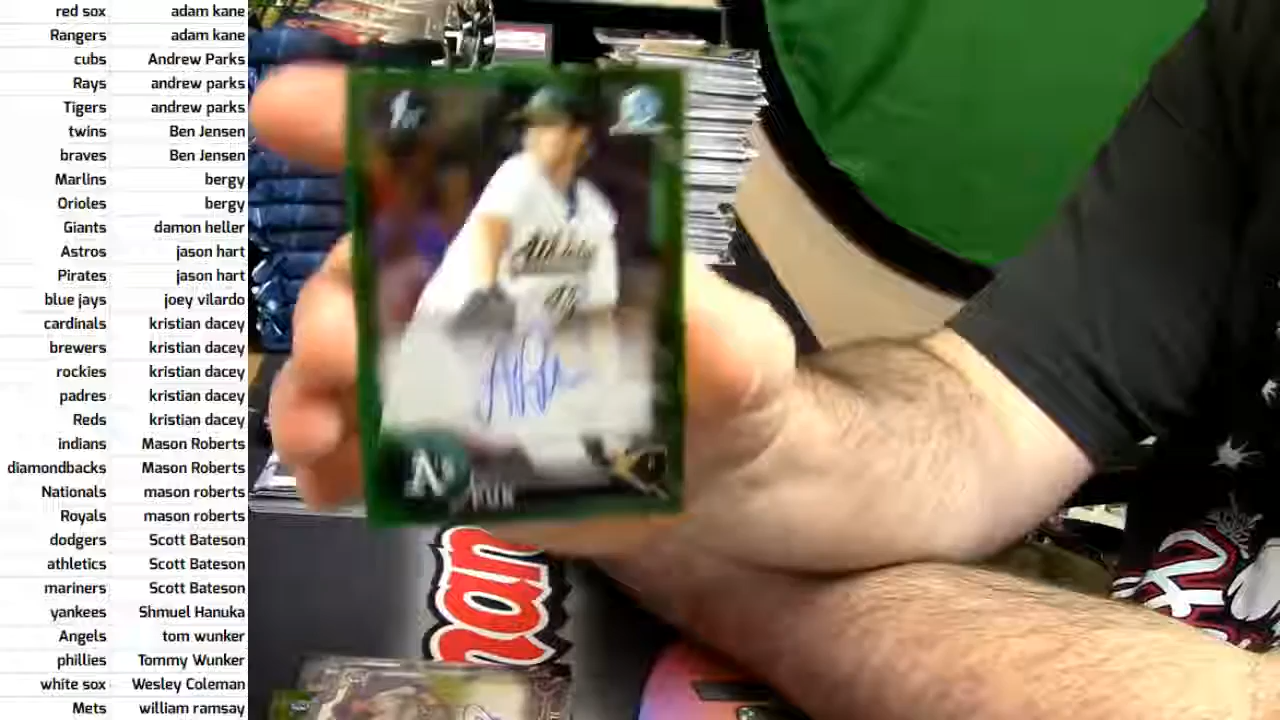 red sox adam kane
Rangers adam kane
cubs Andrew Parks
Rays andrew parks
Tigers andrew parks
twins Ben Jensen
braves Ben Jensen
Marlins bergy
Orioles bergy
Giants damon heller
Astros jason hart
Pirates jason hart
blue jays joey vilardo
cardinals kristian dacey
brewers kristian dacey
rockies kristian dacey
padres kristian dacey
Reds kristian dacey
indians Mason Roberts
diamondbacks Mason Roberts
Nationals mason roberts
Royals mason roberts
dodgers Scott Bateson
athletics Scott Bateson
mariners Scott Bateson
yankees Shmuel Hanuka
Angels tom wunker
phillies Tommy Wunker
white sox Wesley Coleman
Mets william ramsay
1st
Athletics
A's